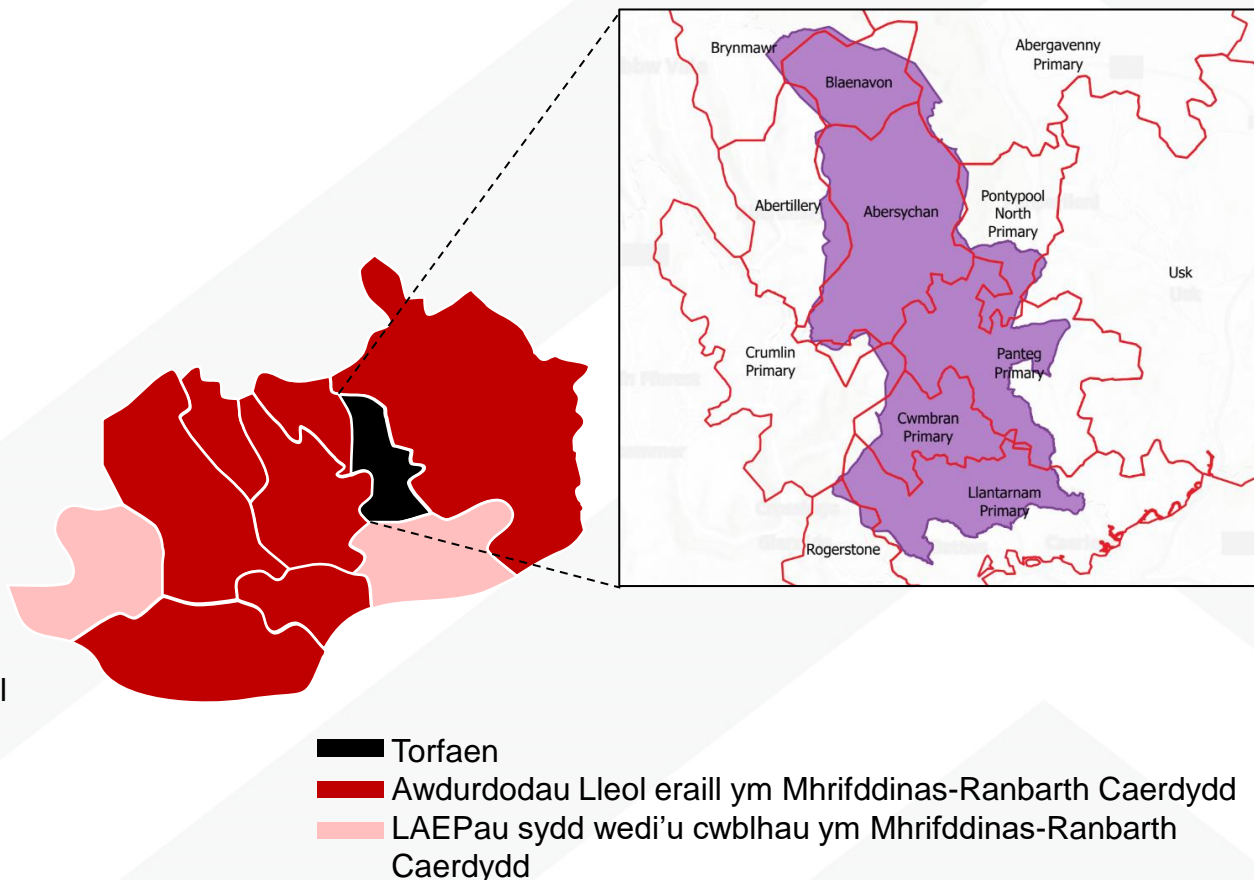 Brynmawr
Abergavenny
Primary
Blaenavon
Abertillery
Abersychan
Pontypool
North
Primary
Usk
Usk
Crumlin
Primary
Panteg
Primary
Cwmbran
Primary
Llantarnam
Primary
Rogerstone
l
Torfaen
Awdurdodau Lleol eraill ym Mhrifddinas-Ranbarth Caerdydd
LAEPau sydd wedi'u cwblhau ym Mhrifddinas-Ranbarth
Caerdydd